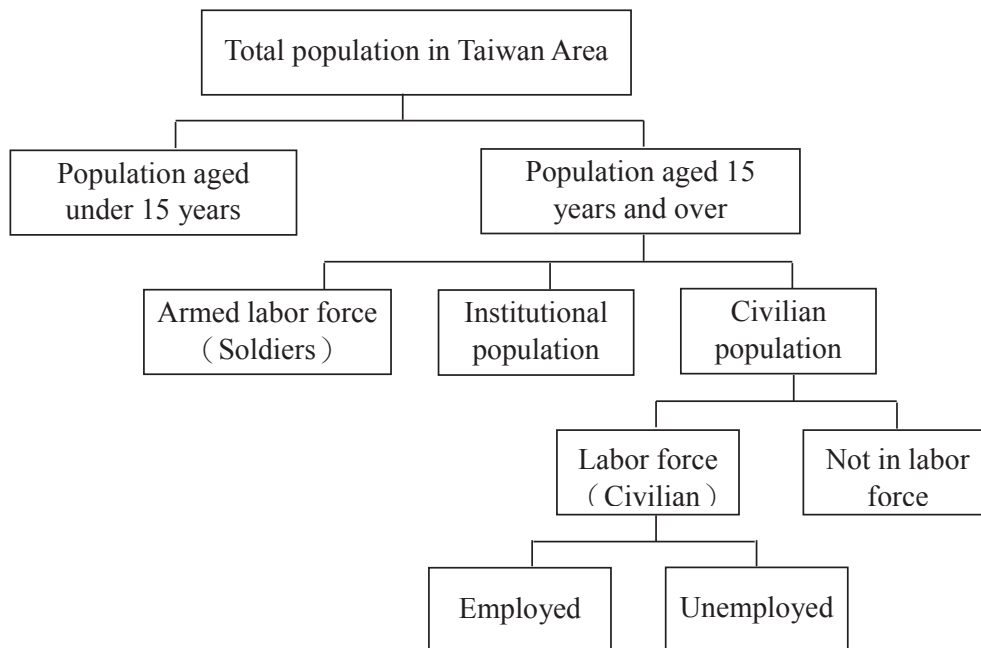 Total population in Taiwan Area
Population aged
under 15 years
Population aged 15
years and over
Armed labor force
（Soldiers）
Institutional
population
Civilian
population
Labor force
（Civilian）
Not in labor
force
Employed
Unemployed